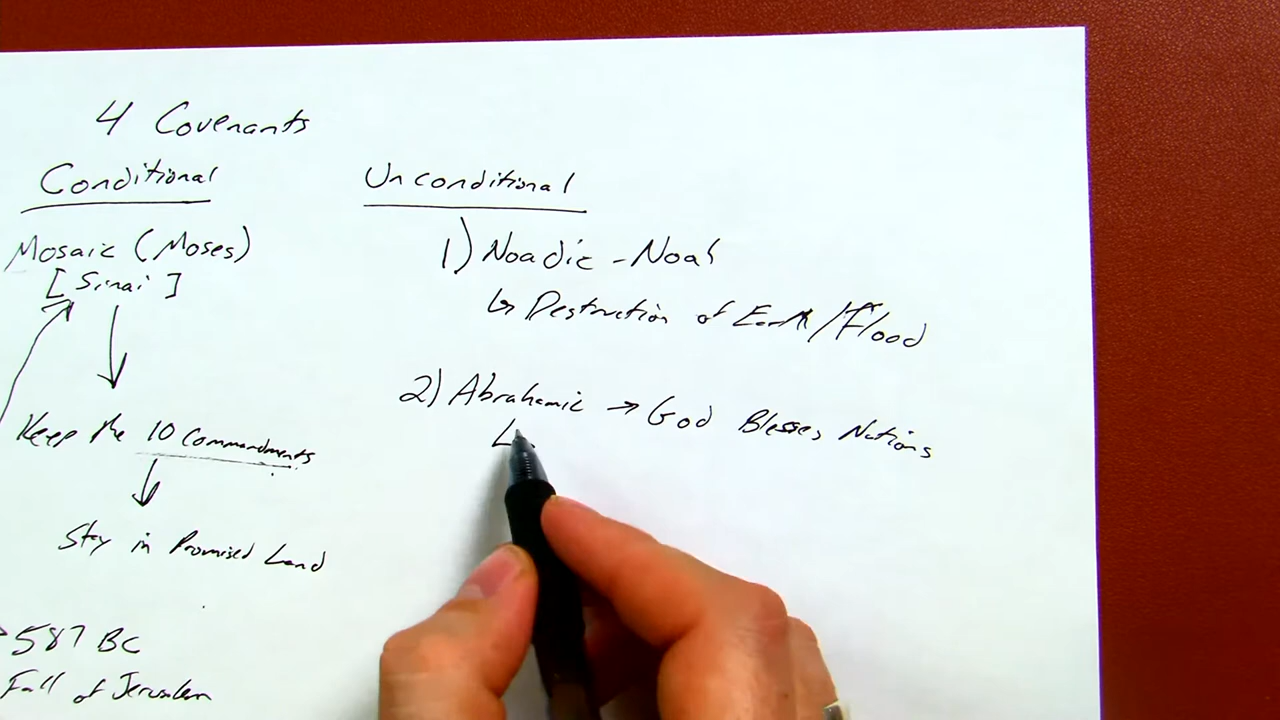 4 Covenants
Conditional
Mosaic (Moses)
[Sinai]
Keep the 10 Commandments
Stay in Promised Land
587 BC
Fall of Jerusalem
Unconditional
1) Noadic - Noah
↳ Destruction of Earth/Flood
2) Abrahamic → God Blesses Nations